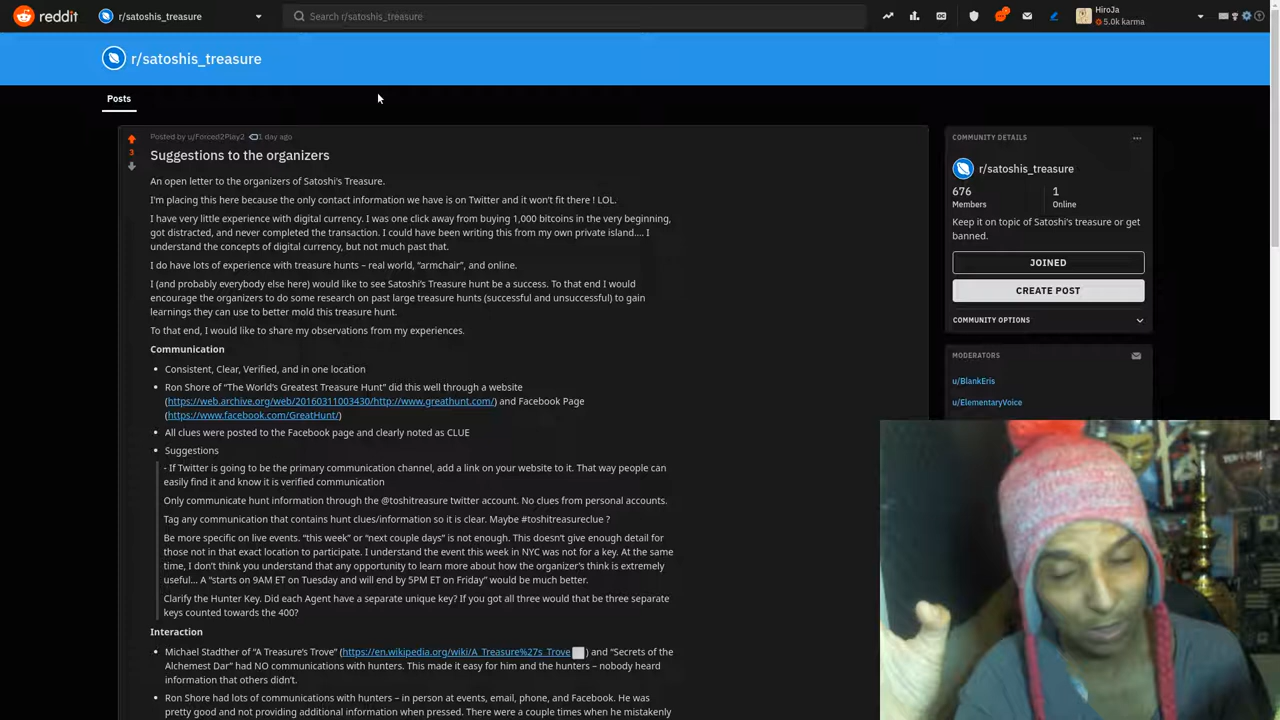 reddit
r/satoshis_treasure
Search r/satoshis_treasure
HiroJa
5.0k karma
r/satoshis_treasure
Posts
Posted by u/Forced2Play2 1 day ago
3
Suggestions to the organizers
An open letter to the organizers of Satoshi's Treasure.
I'm placing this here because the only contact information we have is on Twitter and it won't fit there ! LOL.
I have very little experience with digital currency. I was one click away from buying 1,000 bitcoins in the very beginning,
got distracted, and never completed the transaction. I could have been writing this from my own private island.... I
understand the concepts of digital currency, but not much past that.
I do have lots of experience with treasure hunts – real world, "armchair", and online.
I (and probably everybody else here) would like to see Satoshi's Treasure hunt be a success. To that end I would
encourage the organizers to do some research on past large treasure hunts (successful and unsuccessful) to gain
learnings they can use to better mold this treasure hunt.
To that end, I would like to share my observations from my experiences.
Communication
• Consistent, Clear, Verified, and in one location
• Ron Shore of "The World's Greatest Treasure Hunt" did this well through a website
(https://web.archive.org/web/20160311003430/http://www.greathunt.com/) and Facebook Page
(https://www.facebook.com/GreatHunt/)
• All clues were posted to the Facebook page and clearly noted as CLUE
• Suggestions
- If Twitter is going to be the primary communication channel, add a link on your website to it. That way people can
easily find it and know it is verified communication
Only communicate hunt information through the @toshitreasure twitter account. No clues from personal accounts.
Tag any communication that contains hunt clues/information so it is clear. Maybe #toshitreasureclue ?
Be more specific on live events. "this week" or "next couple days" is not enough. This doesn't give enough detail for
those not in that exact location to participate. I understand the event this week in NYC was not for a key. At the same
time, I don't think you understand that any opportunity to learn more about how the organizer's think is extremely
useful... A "starts on 9AM ET on Tuesday and will end by 5PM ET on Friday" would be much better.
Clarify the Hunter Key. Did each Agent have a separate unique key? If you got all three would that be three separate
keys counted towards the 400?
Interaction
• Michael Stadther of "A Treasure's Trove" (https://en.wikipedia.org/wiki/A_Treasure%27s_Trove ) and "Secrets of the
Alchemest Dar" had NO communications with hunters. This made it easy for him and the hunters – nobody heard
information that others didn't.
• Ron Shore had lots of communications with hunters – in person at events, email, phone, and Facebook. He was
pretty good and not providing additional information when pressed. There were a couple times when he mistakenly
COMMUNITY DETAILS
r/satoshis_treasure
676
Members
1
Online
Keep it on topic of Satoshi's treasure or get
banned.
JOINED
CREATE POST
COMMUNITY OPTIONS
MODERATORS
u/BlankEris
u/ElementaryVoice